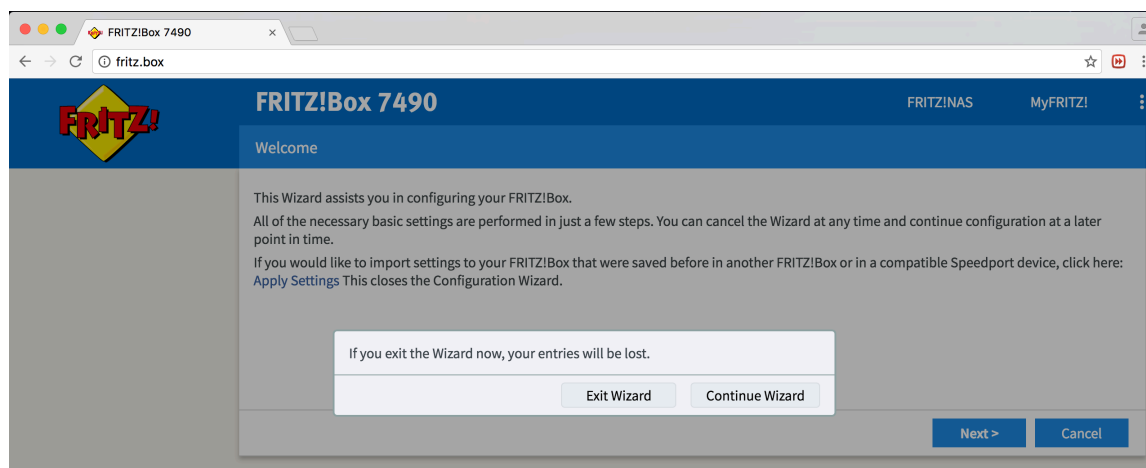 FRITZ!Box 7490
fritz.box
FRITZ!
FRITZ!Box 7490
FRITZ!NAS
MyFRITZ!
Welcome
This Wizard assists you in configuring your FRITZ!Box.
All of the necessary basic settings are performed in just a few steps. You can cancel the Wizard at any time and continue configuration at a later
point in time.
If you would like to import settings to your FRITZ!Box that were saved before in another FRITZ!Box or in a compatible Speedport device, click here:
Apply Settings This closes the Configuration Wizard.
If you exit the Wizard now, your entries will be lost.
Exit Wizard
Continue Wizard
Next >
Cancel